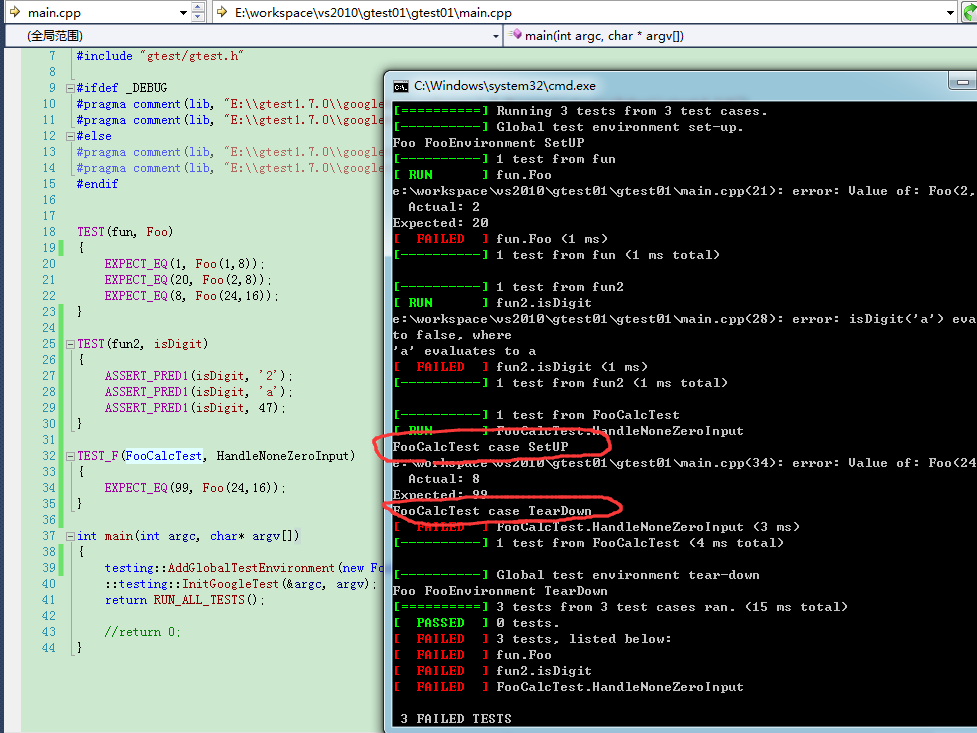 main.cpp
E:\workspace\vs2010\gtest01\gtest01\main.cpp
(全局范围)
main(int argc, char * argv[])
7 #include "gtest/gtest.h"
8
9 #ifdef _DEBUG
10 #pragma comment(lib, "E:\\gtest1.7.0\\google
11 #pragma comment(lib, "E:\\gtest1.7.0\\google
12 #else
13 #pragma comment(lib, "E:\\gtest1.7.0\\google
14 #pragma comment(lib, "E:\\gtest1.7.0\\google
15 #endif
16
17
18 TEST(fun, Foo)
19 {
20 EXPECT_EQ(1, Foo(1,8));
21 EXPECT_EQ(20, Foo(2,8));
22 EXPECT_EQ(8, Foo(24,16));
23 }
24
25 TEST(fun2, isDigit)
26 {
27 ASSERT_PRED1(isDigit, '2');
28 ASSERT_PRED1(isDigit, 'a');
29 ASSERT_PRED1(isDigit, 47);
30 }
31
32 TEST_F(FooCalcTest, HandleNoneZeroInput)
33 {
34 EXPECT_EQ(99, Foo(24,16));
35 }
36
37 int main(int argc, char* argv[])
38 {
39 testing::AddGlobalTestEnvironment(new Fo
40 ::testing::InitGoogleTest(&argc, argv);
41 return RUN_ALL_TESTS();
42
43 //return 0;
44 }
C:\Windows\system32\cmd.exe
[==========] Running 3 tests from 3 test cases.
[----------] Global test environment set-up.
Foo FooEnvironment SetUP
[----------] 1 test from fun
[ RUN      ] fun.Foo
e:\workspace\vs2010\gtest01\gtest01\main.cpp(21): error: Value of: Foo(2,
Actual: 2
Expected: 20
[  FAILED  ] fun.Foo (1 ms)
[----------] 1 test from fun (1 ms total)
[----------] 1 test from fun2
[ RUN      ] fun2.isDigit
e:\workspace\vs2010\gtest01\gtest01\main.cpp(28): error: isDigit('a') eva
to false, where
'a' evaluates to a
[  FAILED  ] fun2.isDigit (1 ms)
[----------] 1 test from fun2 (1 ms total)
[----------] 1 test from FooCalcTest
[ RUN      ] FooCalcTest.HandleNoneZeroInput
FooCalcTest case SetUP
e:\workspace\vs2010\gtest01\gtest01\main.cpp(34): error: Value of: Foo(24
Actual: 8
Expected: 99
FooCalcTest case TearDown
[  FAILED  ] FooCalcTest.HandleNoneZeroInput (3 ms)
[----------] 1 test from FooCalcTest (4 ms total)
[----------] Global test environment tear-down
Foo FooEnvironment TearDown
[==========] 3 tests from 3 test cases ran. (15 ms total)
[  PASSED  ] 0 tests.
[  FAILED  ] 3 tests, listed below:
[  FAILED  ] fun.Foo
[  FAILED  ] fun2.isDigit
[  FAILED  ] FooCalcTest.HandleNoneZeroInput
3 FAILED TESTS